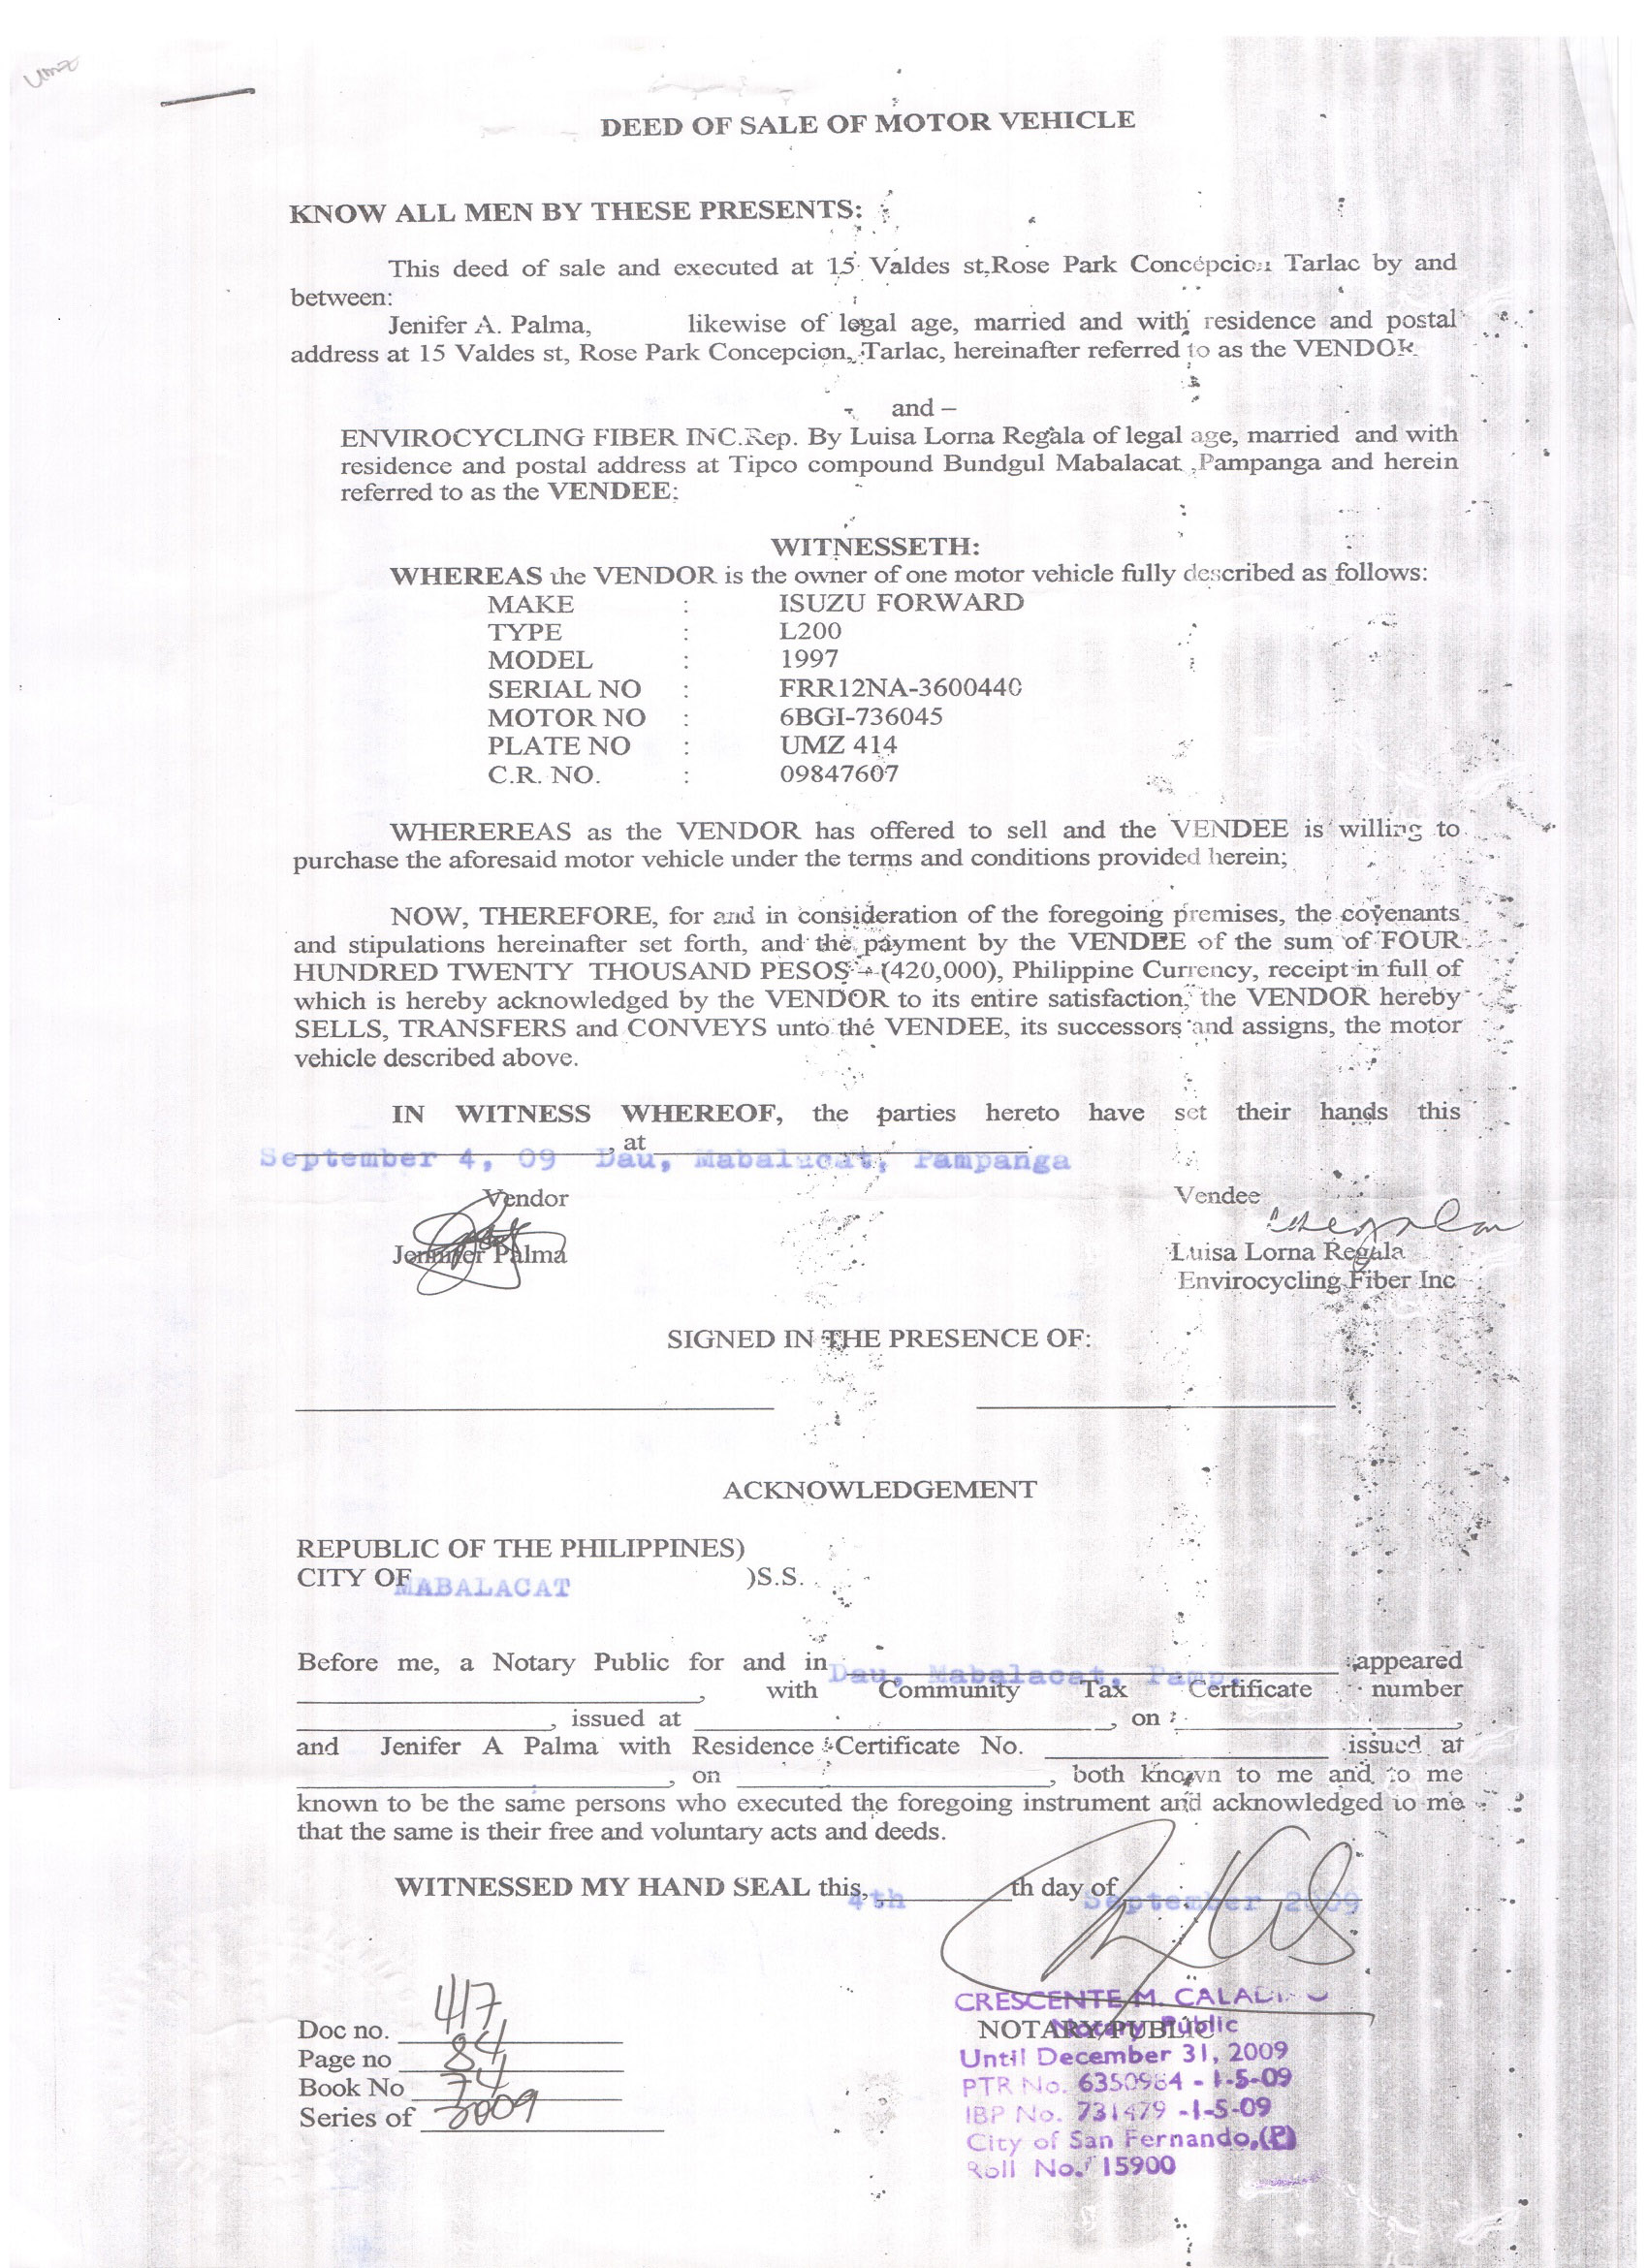 umz
DEED OF SALE OF MOTOR VEHICLE
KNOW ALL MEN BY THESE PRESENTS:
This deed of sale and executed at 15 Valdes st,Rose Park Concepcion Tarlac by and
between:
Jenifer A. Palma, likewise of legal age, married and with residence and postal
address at 15 Valdes st, Rose Park Concepcion, Tarlac, hereinafter referred to as the VENDOR
and –
ENVIROCYCLING FIBER INC.Rep. By Luisa Lorna Regala of legal age, married and with
residence and postal address at Tipco compound Bundgul Mabalacat ,Pampanga and herein
referred to as the VENDEE:
WITNESSETH:
WHEREAS the VENDOR is the owner of one motor vehicle fully described as follows:
MAKE : ISUZU FORWARD
TYPE : L200
MODEL : 1997
SERIAL NO : FRR12NA-3600440
MOTOR NO : 6BGI-736045
PLATE NO : UMZ 414
C.R. NO. : 09847607
WHEREREAS as the VENDOR has offered to sell and the VENDEE is willing to
purchase the aforesaid motor vehicle under the terms and conditions provided herein;
NOW, THEREFORE, for and in consideration of the foregoing premises, the covenants
and stipulations hereinafter set forth, and the payment by the VENDEE of the sum of FOUR
HUNDRED TWENTY THOUSAND PESOS – (420,000), Philippine Currency, receipt in full of
which is hereby acknowledged by the VENDOR to its entire satisfaction, the VENDOR hereby
SELLS, TRANSFERS and CONVEYS unto the VENDEE, its successors and assigns, the motor
vehicle described above.
IN WITNESS WHEREOF, the parties hereto have set their hands this
September 4, 09, at Dau, Mabalacat, Pampanga
Vendor Vendee
Jennifer Palma Luisa Lorna Regala
Envirocycling Fiber Inc
SIGNED IN THE PRESENCE OF:
ACKNOWLEDGEMENT
REPUBLIC OF THE PHILIPPINES)
CITY OF MABALACAT )S.S.
Before me, a Notary Public for and in Dau, Mabalacat, Pamp. appeared
, with Community Tax Certificate number
, issued at , on ,
and Jenifer A Palma with Residence Certificate No. issued at
, on , both known to me and to me
known to be the same persons who executed the foregoing instrument and acknowledged to me
that the same is their free and voluntary acts and deeds.
WITNESSED MY HAND SEAL this, 4th th day of September 2009
CRESCENTE M.
Doc no. 417 NOTARY PUBLIC
Notary Public
Page no 84 Until December 31, 2009
Book No 74 PTR No. 6350964 - 1-5-09
Series of 2009 IBP No. 731479 -1-5-09
City of San Fernando,(P)
Roll No. 15900